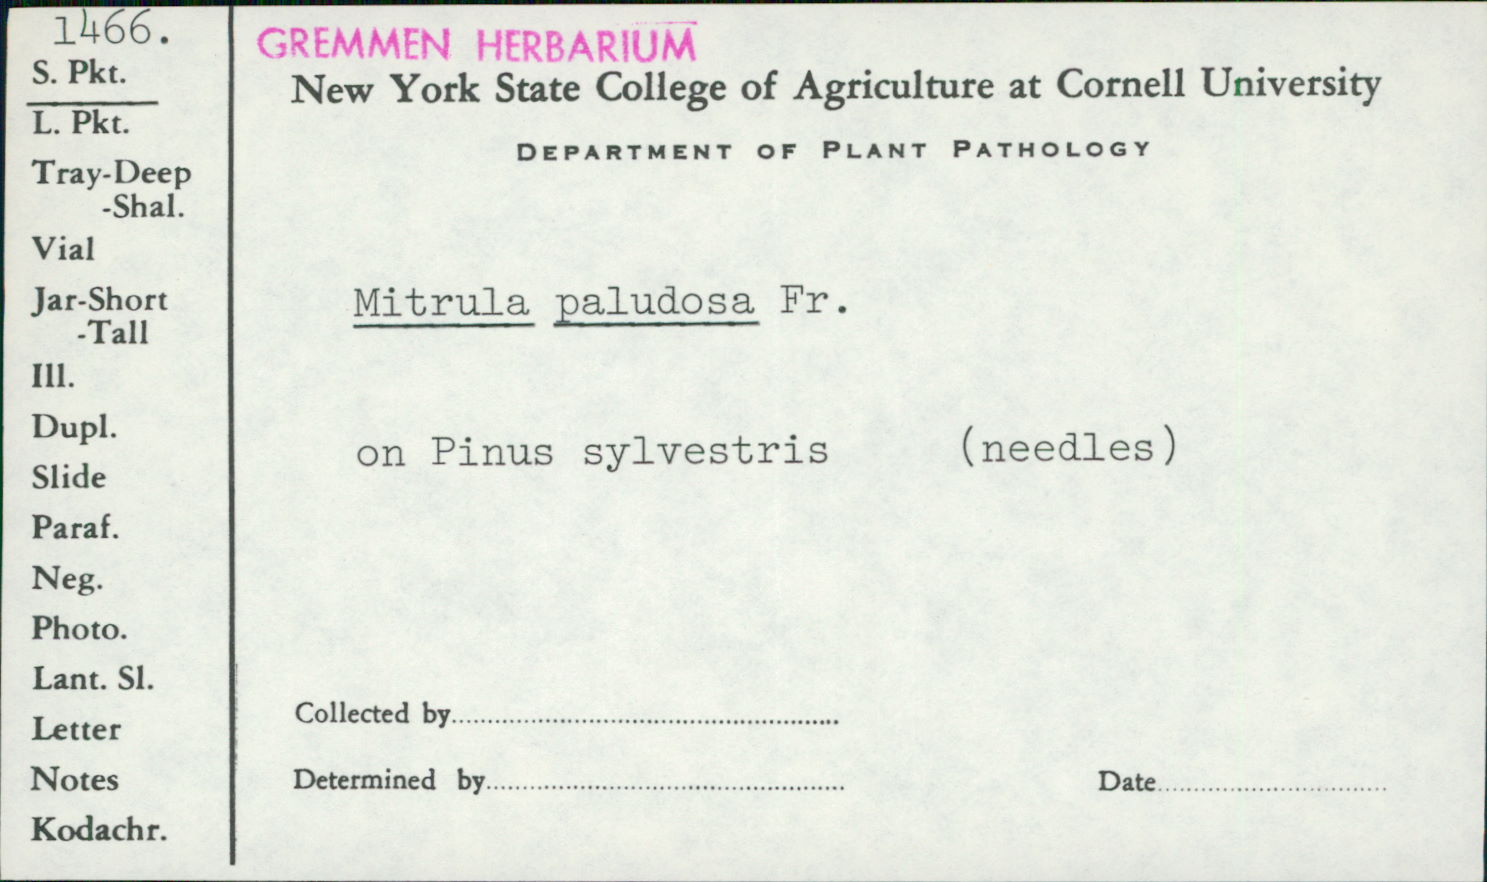 1466.
S. Pkt.
L. Pkt.
Tray-Deep
-Shal.
Vial
Jar-Short
-Tall
Ill.
Dupl.
Slide
Paraf.
Neg.
Photo.
Lant. Sl.
Letter
Notes
Kodachr.
GREMMEN HERBARIUM
New York State College of Agriculture at Cornell University
DEPARTMENT OF PLANT PATHOLOGY
Mitrula paludosa Fr.
on Pinus sylvestris (needles)
Collected by
Determined by Date